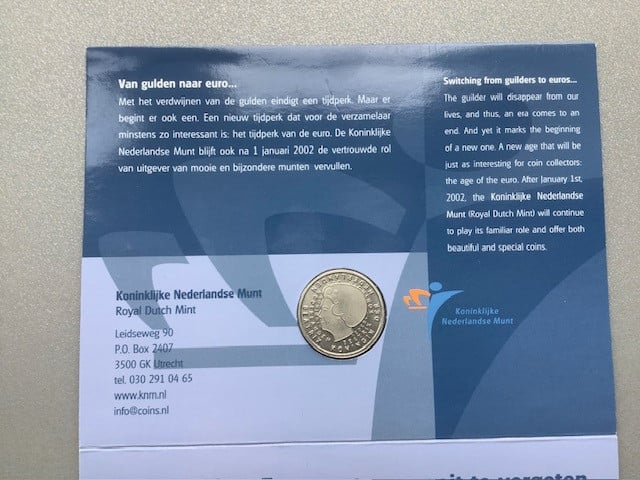 Van gulden naar euro...
Met het verdwijnen van de gulden eindigt een tijdperk. Maar er
begint er ook een. Een nieuw tijdperk dat voor de verzamelaar
minstens zo interessant is: het tijdperk van de euro. De Koninklijke
Nederlandse Munt blijft ook na 1 januari 2002 de vertrouwde rol
van uitgever van mooie en bijzondere munten vervullen.
Switching from guilders to euros...
The guilder will disappear from our
lives, and thus, an era comes to an
end. And yet it marks the beginning
of a new one. A new age that will be
just as interesting for coin collectors:
the age of the euro. After January 1st,
2002, the Koninklijke Nederlandse
Munt (Royal Dutch Mint) will continue
to play its familiar role and offer both
beautiful and special coins.
Koninklijke Nederlandse Munt
Royal Dutch Mint
Leidseweg 90
P.O. Box 2407
3500 GK Utrecht
tel. 030 291 04 65
www.knm.nl
info@coins.nl
Koninklijke
Nederlandse Munt